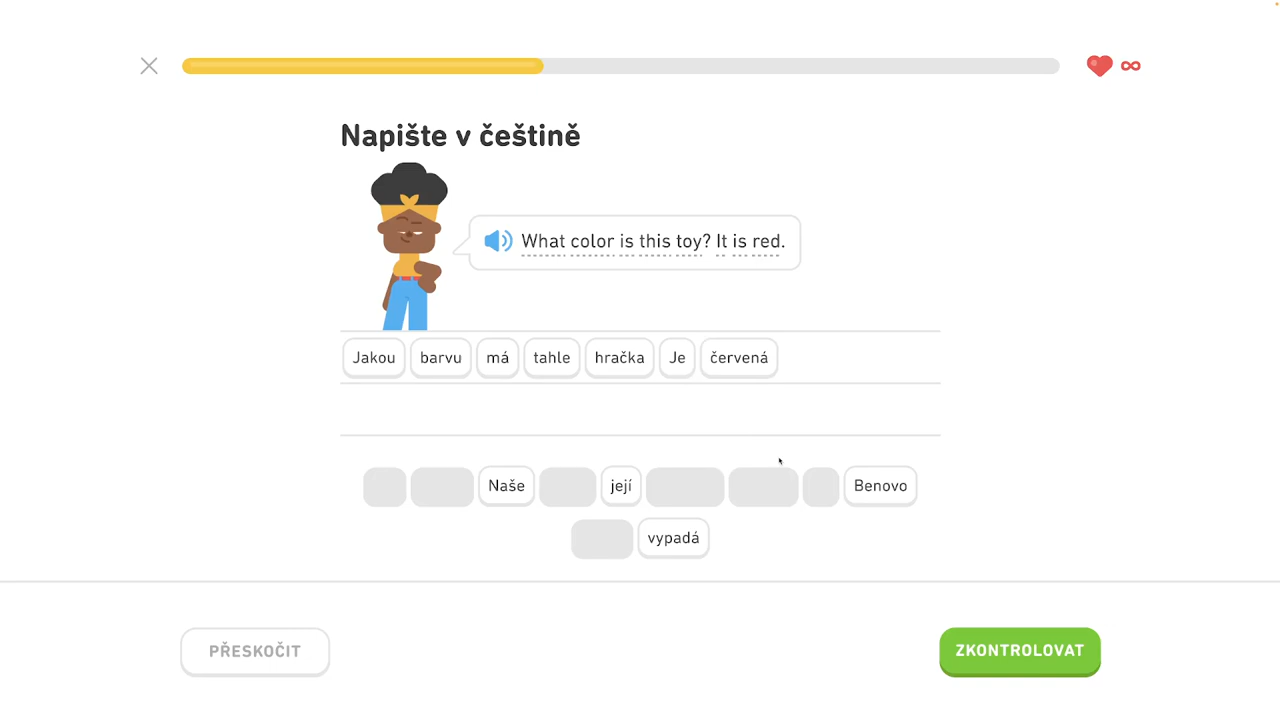 Napište v češtině
What color is this toy? It is red.
Jakou barvu má tahle hračka Je červená
Naše její Benovo
vypadá
PŘESKOČIT ZKONTROLOVAT